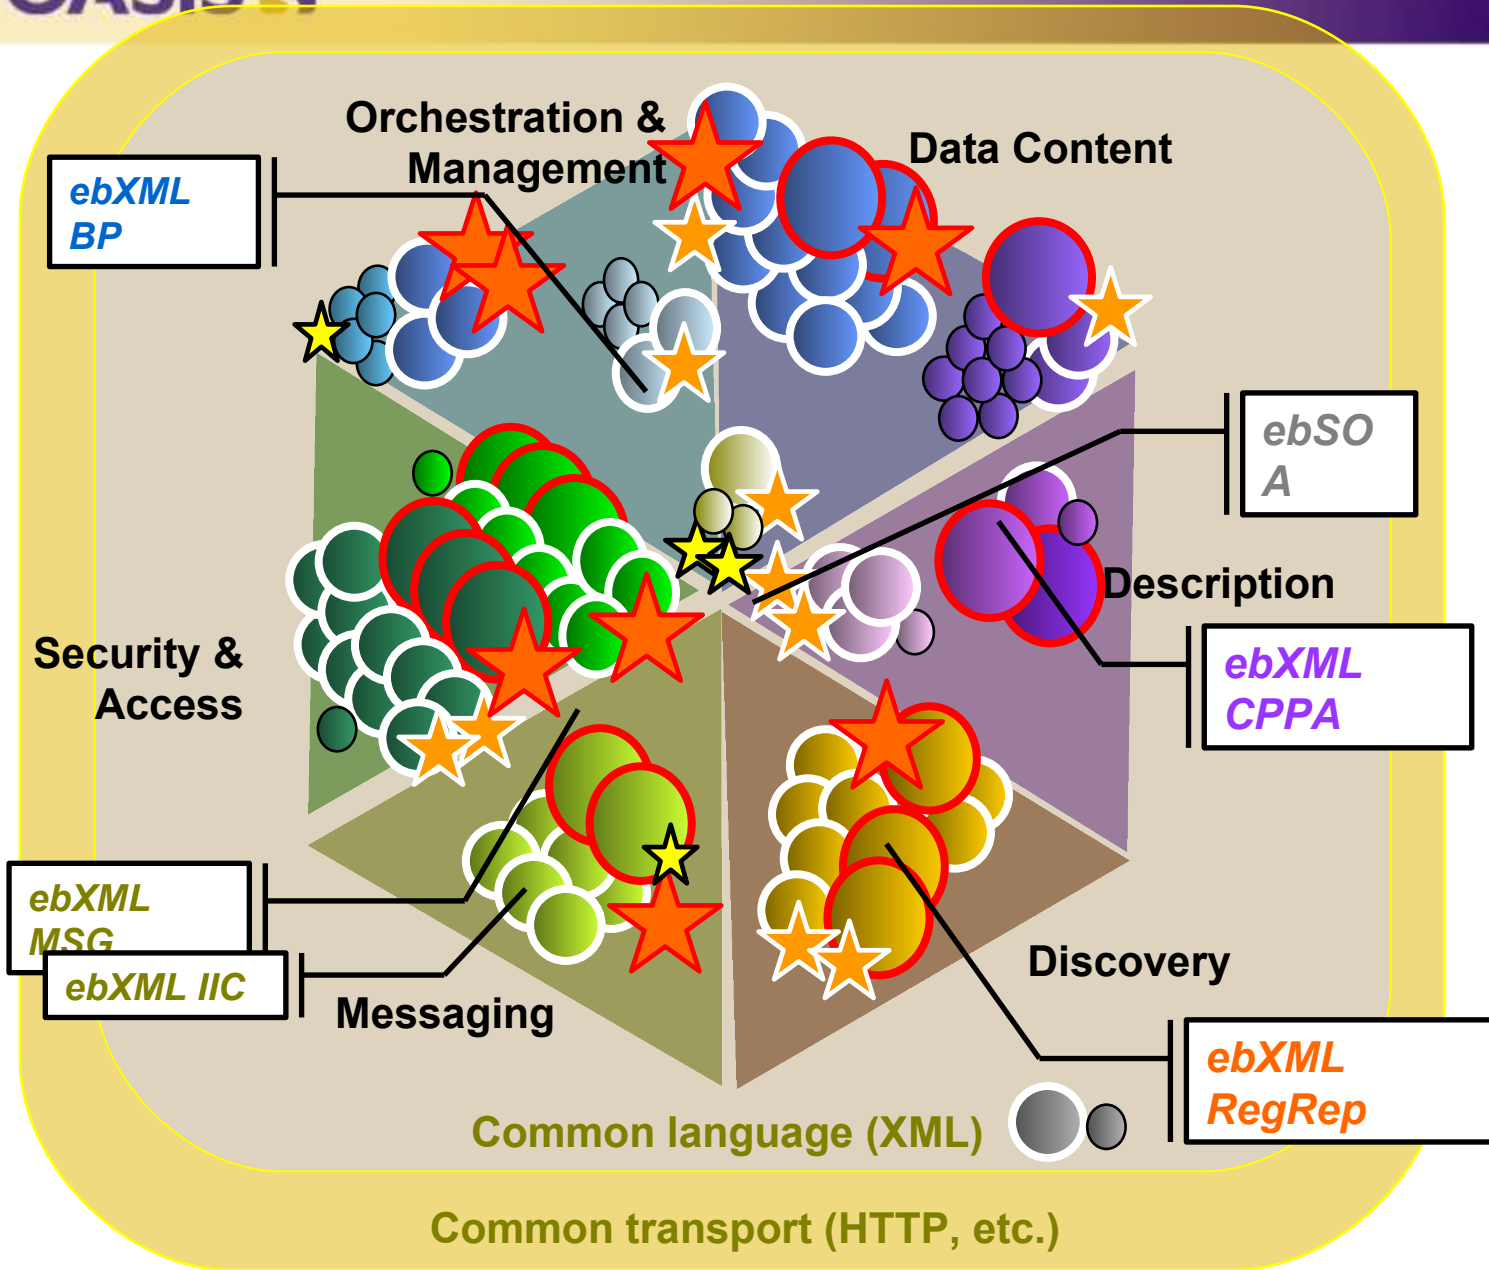 OASIS
Orchestration &
Management
Data Content
ebXML
BP
ebSO
A
Description
Security &
Access
ebXML
CPPA
ebXML
MSG
ebXML IIC
Messaging
Discovery
ebXML
RegRep
Common language (XML)
Common transport (HTTP, etc.)